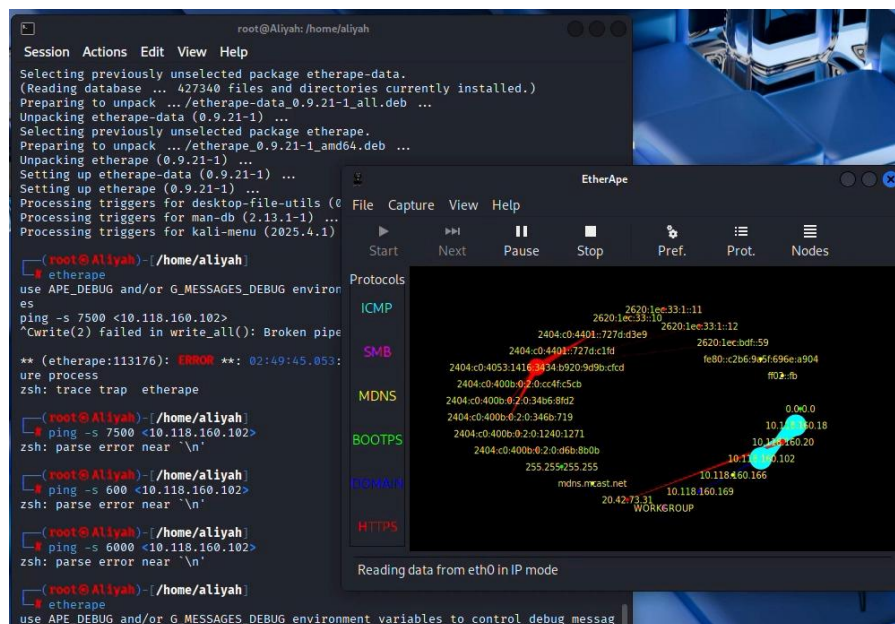 root@Aliyah: /home/aliyah
Session Actions Edit View Help
Selecting previously unselected package etherape-data.
(Reading database ... 427340 files and directories currently installed.)
Preparing to unpack .../etherape-data_0.9.21-1_all.deb ...
Unpacking etherape-data (0.9.21-1) ...
Selecting previously unselected package etherape.
Preparing to unpack .../etherape_0.9.21-1_amd64.deb ...
Unpacking etherape (0.9.21-1) ...
Setting up etherape-data (0.9.21-1) ...
Setting up etherape (0.9.21-1) ...
Processing triggers for desktop-file-utils (0
Processing triggers for man-db (2.13.1-1) ...
Processing triggers for kali-menu (2025.4.1)
(root@Aliyah)-[/home/aliyah]
# etherape
use APE_DEBUG and/or G_MESSAGES_DEBUG environ
es
ping -s 7500 <10.118.160.102>
^Cwrite(2) failed in write_all(): Broken pipe
** (etherape:113176): ERROR **: 02:49:45.053:
ure process
zsh: trace trap etherape
(root@Aliyah)-[/home/aliyah]
# ping -s 7500 <10.118.160.102>
zsh: parse error near `\n'
(root@Aliyah)-[/home/aliyah]
# ping -s 600 <10.118.160.102>
zsh: parse error near `\n'
(root@Aliyah)-[/home/aliyah]
# ping -s 6000 <10.118.160.102>
zsh: parse error near `\n'
(root@Aliyah)-[/home/aliyah]
# etherape
use APE_DEBUG and/or G_MESSAGES_DEBUG environment variables to control debug messag
EtherApe
File Capture View Help
Start Next Pause Stop Pref. Prot. Nodes
Protocols
ICMP
SMB
MDNS
BOOTPS
DOMAIN
HTTPS
2620:1ec:33:1::11
2620:1ec:33::10
2620:1ec:33:1::12
2404:c0:4401::727d:d3e9
2620:1ec:bdf::59
2404:c0:4401::727d:c1fd
fe80::c2b6:9a5f:696e:a904
2404:c0:4053:1416:3434:b920:9d9b:cfcd
ff02::fb
2404:c0:400b:0:2:0:cc4f:c5cb
2404:c0:400b:0:2:0:34b6:8fd2
0.0.0.0
2404:c0:400b:0:2:0:346b:719
10.118.160.18
2404:c0:400b:0:2:0:1240:1271
10.118.160.20
2404:c0:400b:0:2:0:d6b:8b0b
10.118.160.102
255.255.255.255
10.118.160.166
mdns.mcast.net
10.118.160.169
20.42.73.31
WORKGROUP
Reading data from eth0 in IP mode